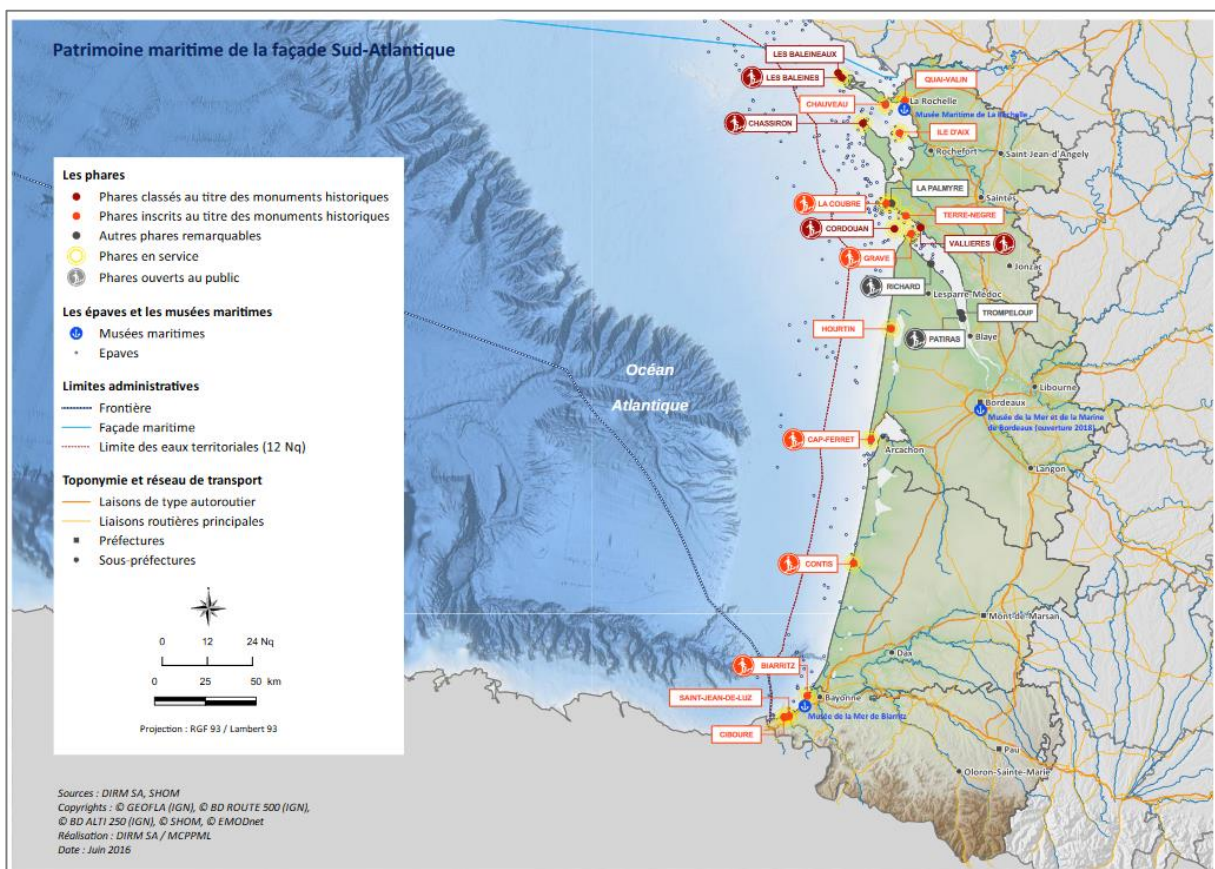 Patrimoine maritime de la façade Sud-Atlantique
Les phares
Phares classés au titre des monuments historiques
Phares inscrits au titre des monuments historiques
Autres phares remarquables
Phares en service
Phares ouverts au public
Les épaves et les musées maritimes
Musées maritimes
Epaves
Limites administratives
Frontière
Façade maritime
Limite des eaux territoriales (12 Nq)
Toponymie et réseau de transport
Laisons de type autoroutier
Liaisons routières principales
Préfectures
Sous-préfectures
0 12 24 Nq
0 25 50 km
Projection : RGF 93 / Lambert 93
Sources : DIRM SA, SHOM
Copyrights : © GEOFLA (IGN), © BD ROUTE 500 (IGN),
© BD ALTI 250 (IGN), © SHOM, © EMODnet
Réalisation : DIRM SA / MCPPML
Date : Juin 2016
Océan
Atlantique
LES BALEINEAUX
LES BALEINES
QUAI-VALIN
CHAUVEAU
La Rochelle
Musée Maritime de La Rochelle
CHASSIRON
ILE D'AIX
Rochefort
Saint-Jean-d'Angely
LA PALMYRE
Saintes
LA COUBRE
TERRE-NEGRE
CORDOUAN
VALLIERES
GRAVE
Jonzac
RICHARD
Lesparre-Medoc
TROMPELOUP
HOURTIN
PATIRAS
Blaye
Libourne
Bordeaux
Musée de la Mer et de la Marine
de Bordeaux (ouverture 2018)
CAP-FERRET
Arcachon
Langon
CONTIS
Mont-de-Marsan
Dax
BIARRITZ
SAINT-JEAN-DE-LUZ
Bayonne
Musée de la Mer de Biarritz
CIBOURE
Pau
Oloron-Sainte-Marie